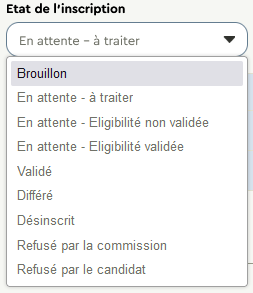 Etat de l'inscription
En attente - à traiter
Brouillon
En attente - à traiter
En attente - Eligibilité non validée
En attente - Eligibilité validée
Validé
Différé
Désinscrit
Refusé par la commission
Refusé par le candidat